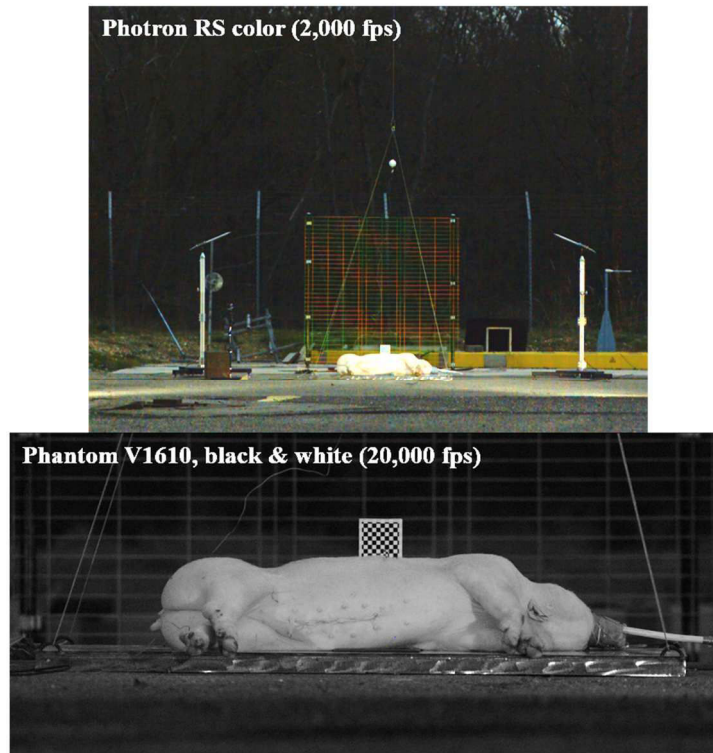 Photron RS color (2,000 fps)
Phantom V1610, black & white (20,000 fps)